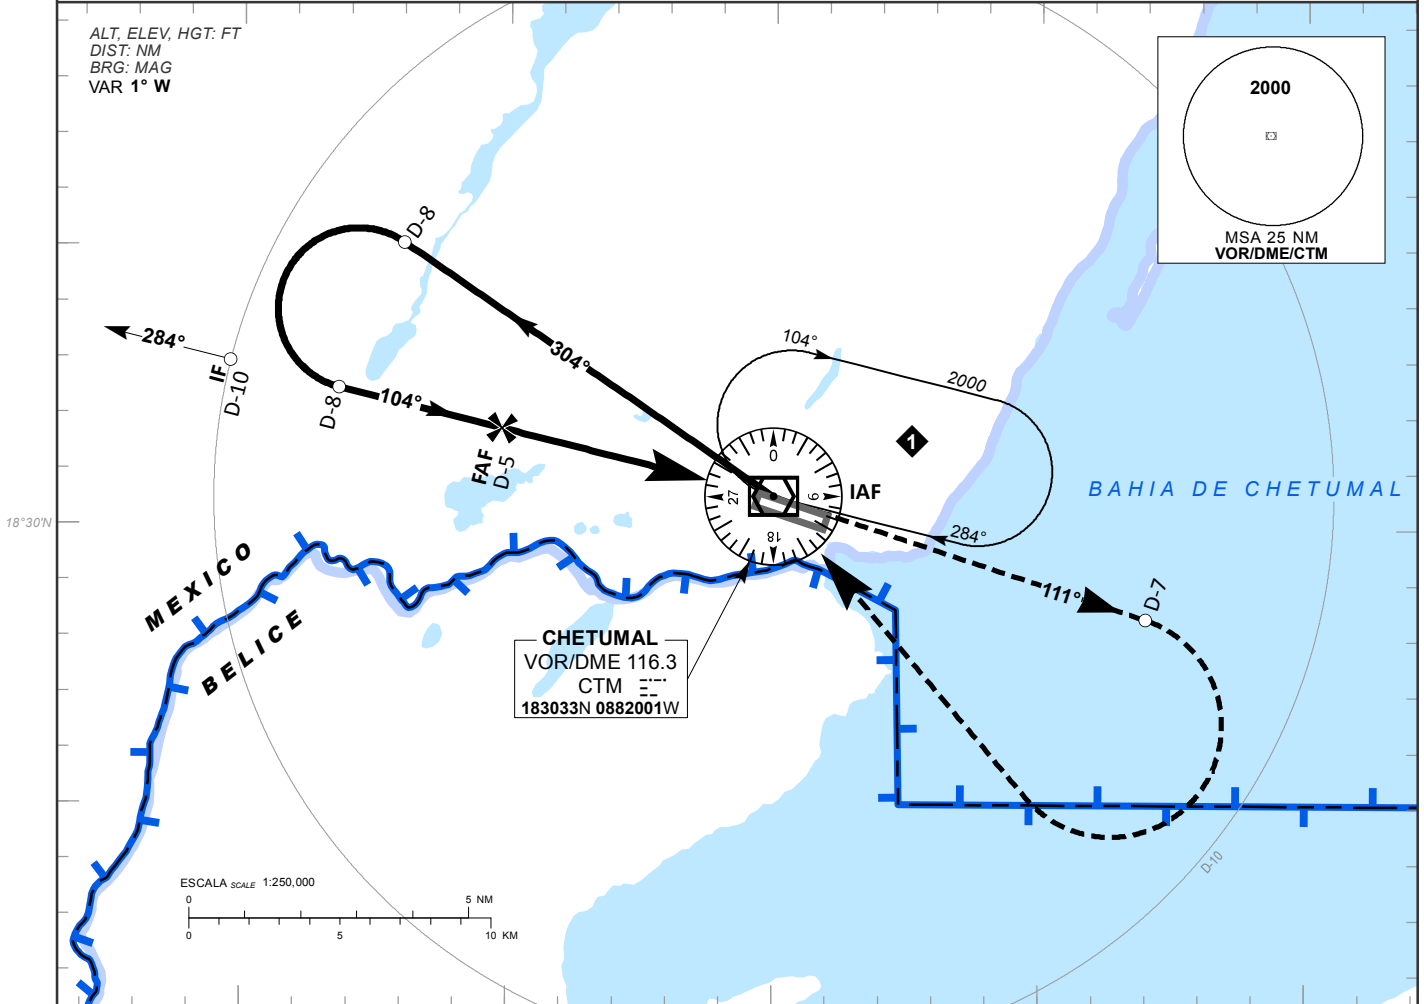 ALT, ELEV, HGT: FT
DIST: NM
BRG: MAG
VAR 1° W
2000
MSA 25 NM
VOR/DME/CTM
D-8
284°
IF
D-10
304°
D-8
104°
FAF
D-5
104°
2000
1
0
27
9
18
IAF
284°
BAHIA DE CHETUMAL
18°30'N
111°
D-7
MEXICO
BELICE
CHETUMAL
VOR/DME 116.3
CTM
183033N 0882001W
D-10
ESCALA SCALE 1:250,000
0 5 NM
0 5 10 KM